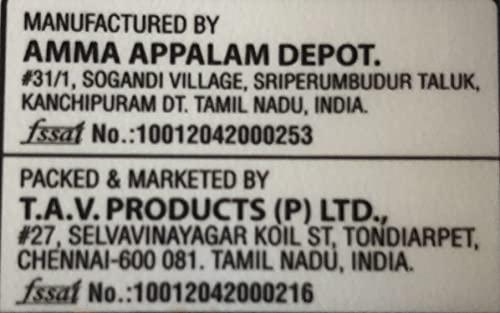 MANUFACTURED BY
AMMA APPALAM DEPOT.
#31/1, SOGANDI VILLAGE, SRIPERUMBUDUR TALUK,
KANCHIPURAM DT. TAMIL NADU, INDIA.
fssai No.:10012042000253
PACKED & MARKETED BY
T.A.V. PRODUCTS (P) LTD.,
#27, SELVAVINAYAGAR KOIL ST, TONDIARPET,
CHENNAI-600 081. TAMIL NADU, INDIA.
fssai No.:10012042000216